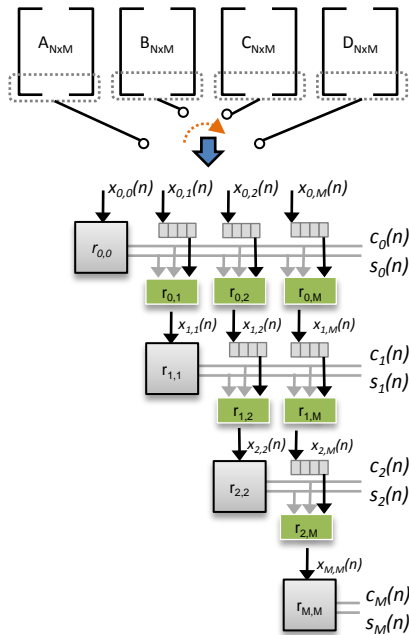 A_NxM B_NxM C_NxM D_NxM
x_0,0(n) x_0,1(n) x_0,2(n) x_0,M(n)
r_0,0
c_0(n)
s_0(n)
r_0,1 r_0,2 r_0,M
x_1,1(n) x_1,2(n) x_1,M(n)
r_1,1
c_1(n)
s_1(n)
r_1,2 r_1,M
x_2,2(n) x_2,M(n)
r_2,2
c_2(n)
s_2(n)
r_2,M
x_M,M(n)
r_M,M
c_M(n)
s_M(n)